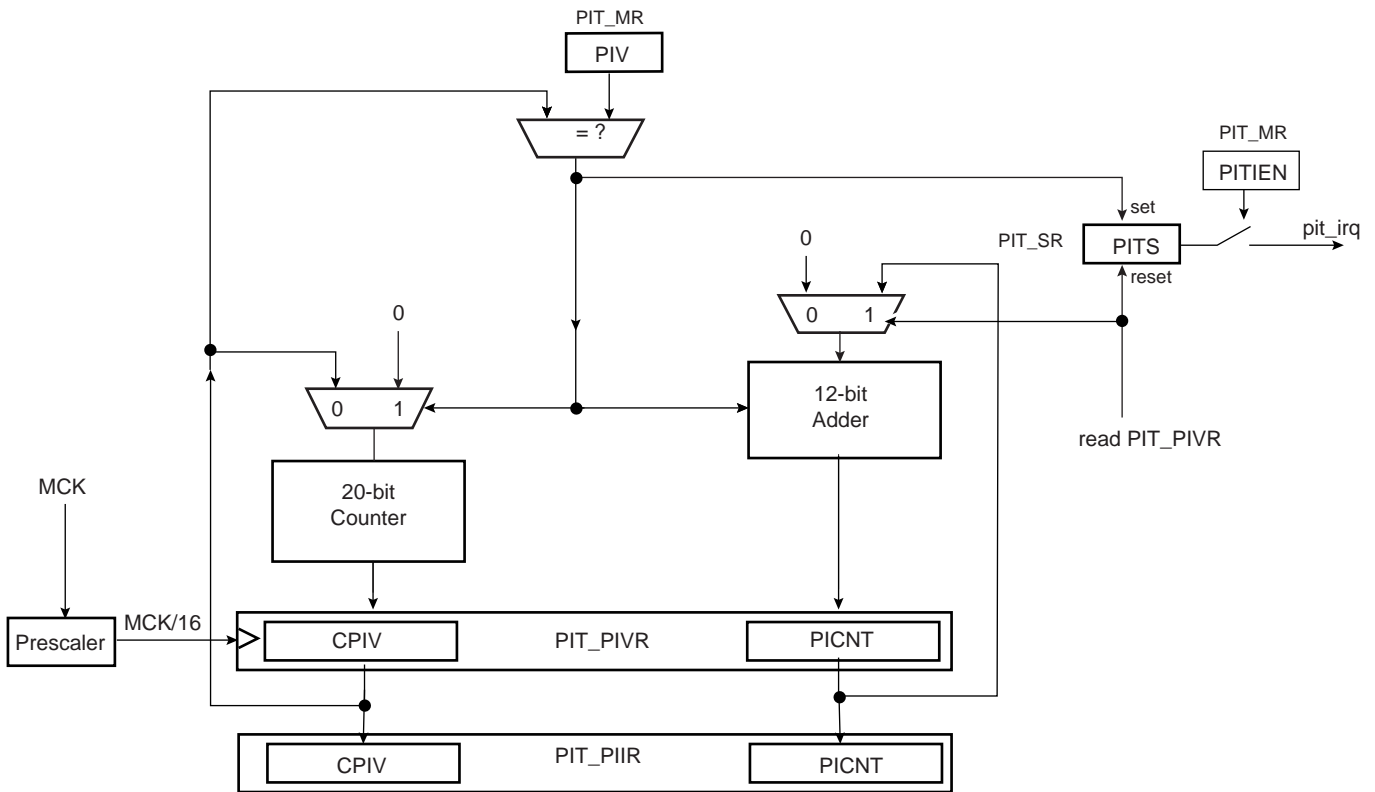 PIT_MR
PIV
= ?
PIT_MR
PITIEN
set
PIT_SR
PITS
pit_irq
reset
0
0 1
0
0 1
12-bit
Adder
read PIT_PIVR
20-bit
Counter
MCK
MCK/16
Prescaler
CPIV
PIT_PIVR
PICNT
CPIV
PIT_PIIR
PICNT